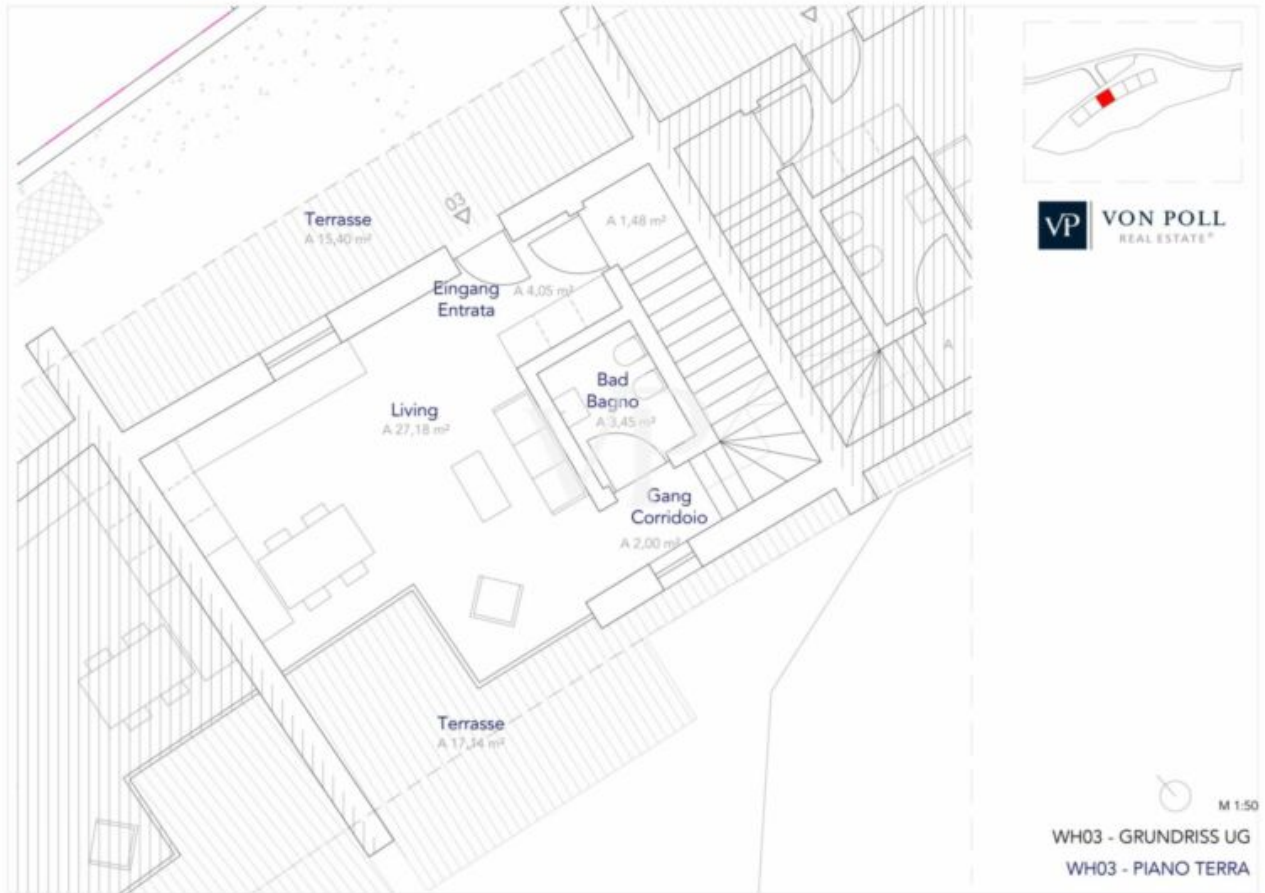 Terrasse
A 15,40 m²
03
A 1,48 m²
Eingang
Entrata
A 4,05 m²
Living
A 27,18 m²
Bad
Bagno
A 3,45 m²
Gang
Corridoio
A 2,00 m²
A
Terrasse
A 17,14 m²
VP
VON POLL
REAL ESTATE®
M 1:50
WH03 - GRUNDRISS UG
WH03 - PIANO TERRA